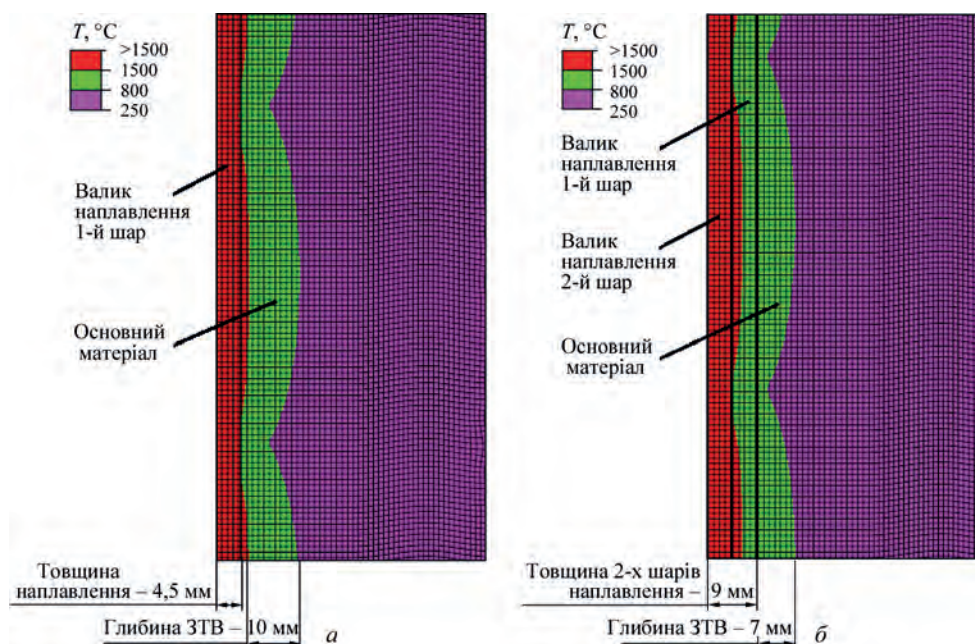 T, °C
>1500
1500
800
250
Валик
наплавлення
1-й шар
Основний
матеріал
Товщина
наплавлення – 4,5 мм
Глибина ЗТВ – 10 мм
а
T, °C
>1500
1500
800
250
Валик
наплавлення
1-й шар
Валик
наплавлення
2-й шар
Основний
матеріал
Товщина 2-х шарів
наплавлення – 9 мм
Глибина ЗТВ – 7 мм
б